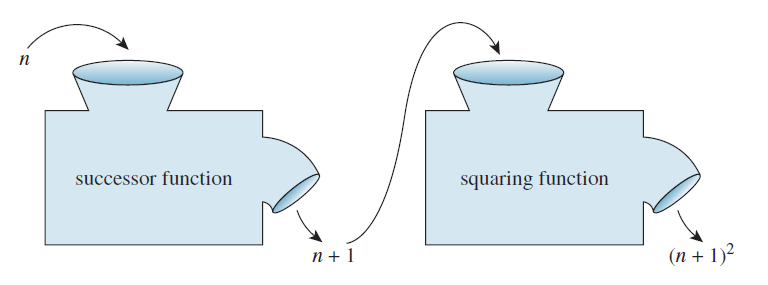 n
successor function
n + 1
squaring function
(n + 1)²